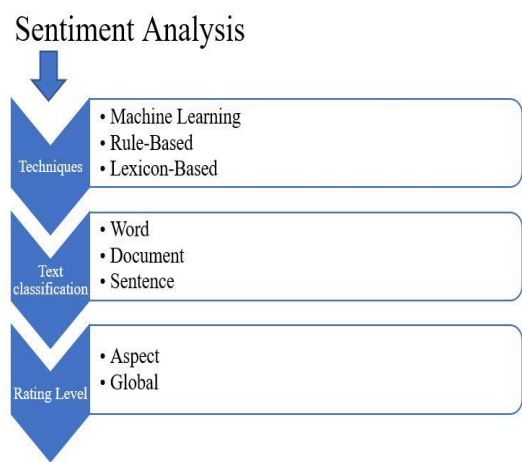 Sentiment Analysis
Techniques
• Machine Learning
• Rule-Based
• Lexicon-Based
Text
classification
• Word
• Document
• Sentence
Rating Level
• Aspect
• Global